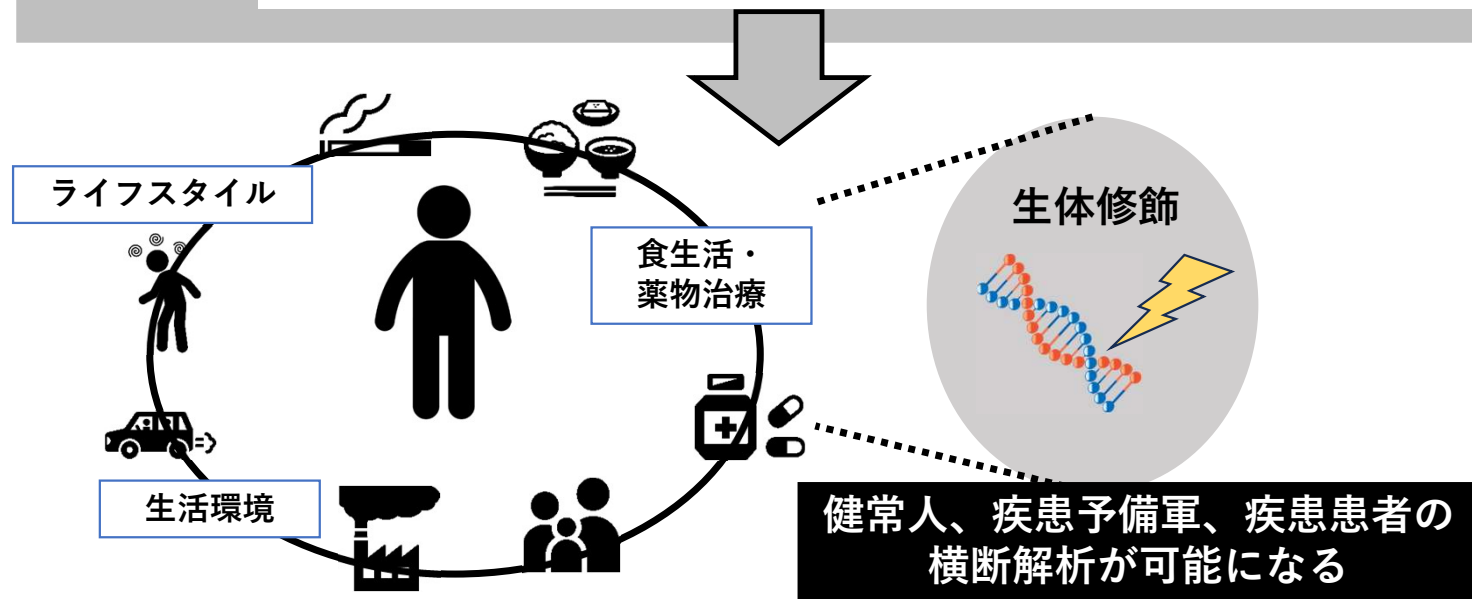 ライフスタイル
食生活・
薬物治療
生体修飾
生活環境
健常人、疾患予備軍、疾患患者の
横断解析が可能になる